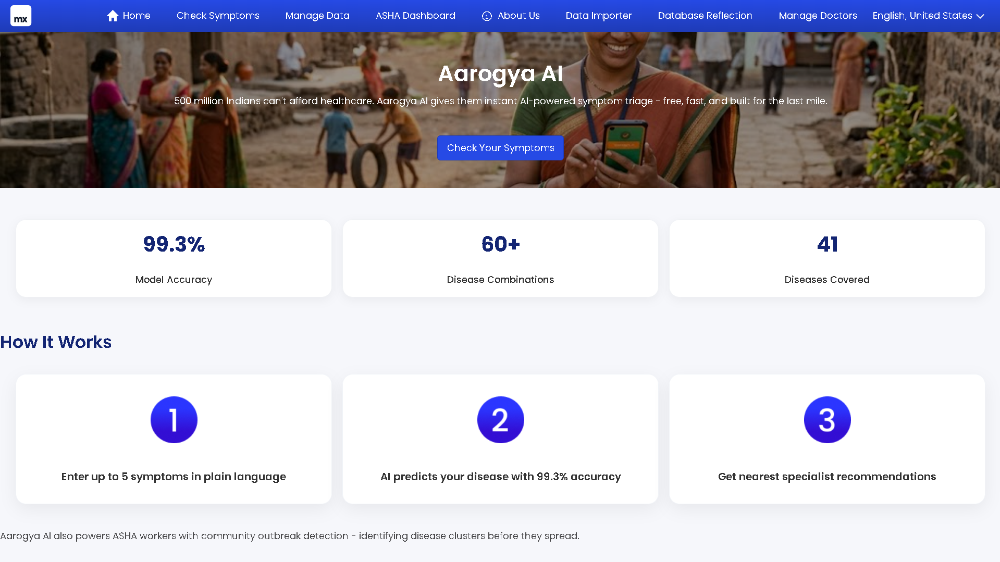 mx
Home
Check Symptoms
Manage Data
ASHA Dashboard
About Us
Data Importer
Database Reflection
Manage Doctors
English, United States
Aarogya AI
500 million Indians can't afford healthcare. Aarogya AI gives them instant AI-powered symptom triage - free, fast, and built for the last mile.
Check Your Symptoms
99.3%
Model Accuracy
60+
Disease Combinations
41
Diseases Covered
How It Works
1
Enter up to 5 symptoms in plain language
2
AI predicts your disease with 99.3% accuracy
3
Get nearest specialist recommendations
Aarogya AI also powers ASHA workers with community outbreak detection - identifying disease clusters before they spread.